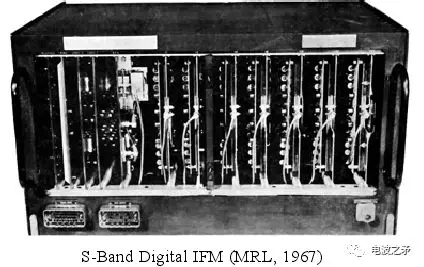 S-Band Digital IFM (MRL, 1967)
电波之矛